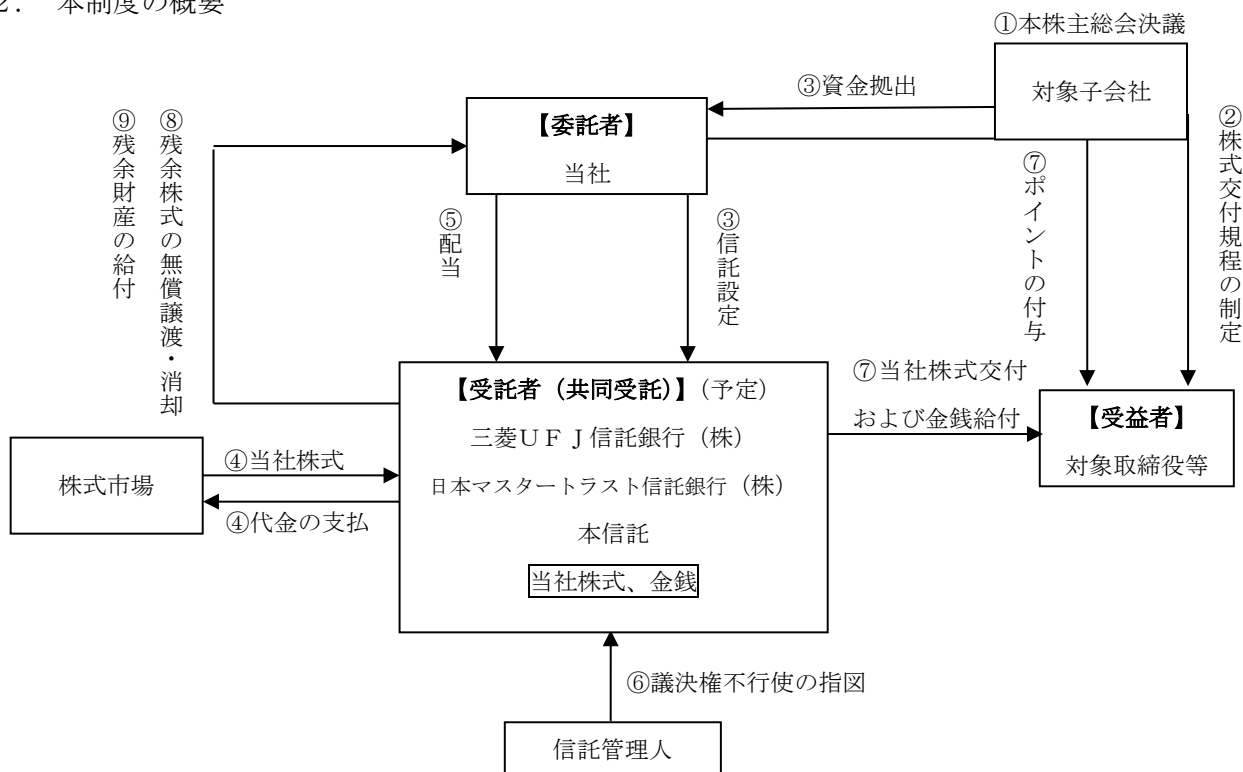 2． 本制度の概要
①本株主総会決議
対象子会社
③資金拠出
【委託者】
当社
⑨残余財産の給付
⑧残余株式の無償譲渡・消却
⑤配当
③信託設定
⑦ポイントの付与
②株式交付規程の制定
【受託者（共同受託）】（予定）
三菱ＵＦＪ信託銀行（株）
日本マスタートラスト信託銀行（株）
本信託
当社株式、金銭
⑦当社株式交付
および金銭給付
【受益者】
対象取締役等
株式市場
④当社株式
④代金の支払
⑥議決権不行使の指図
信託管理人